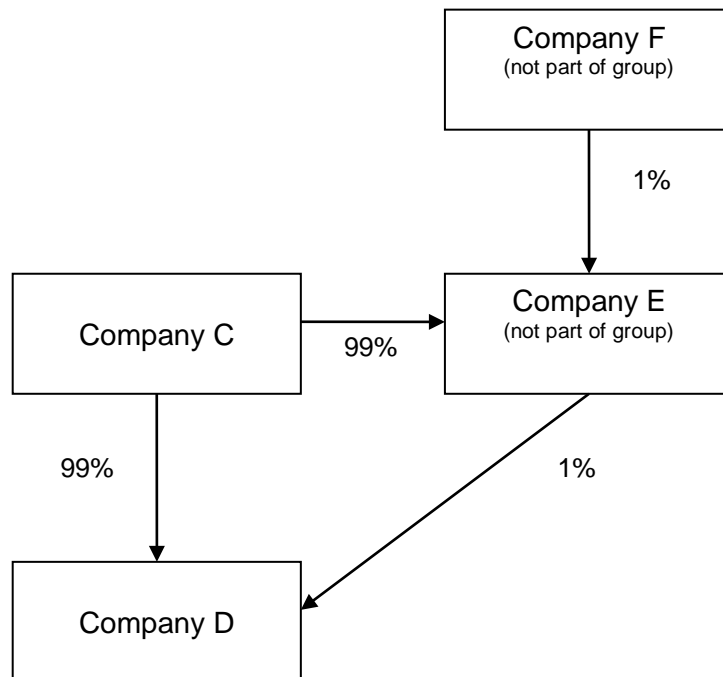 Company F
(not part of group)
1%
Company C
99%
Company E
(not part of group)
99%
1%
Company D